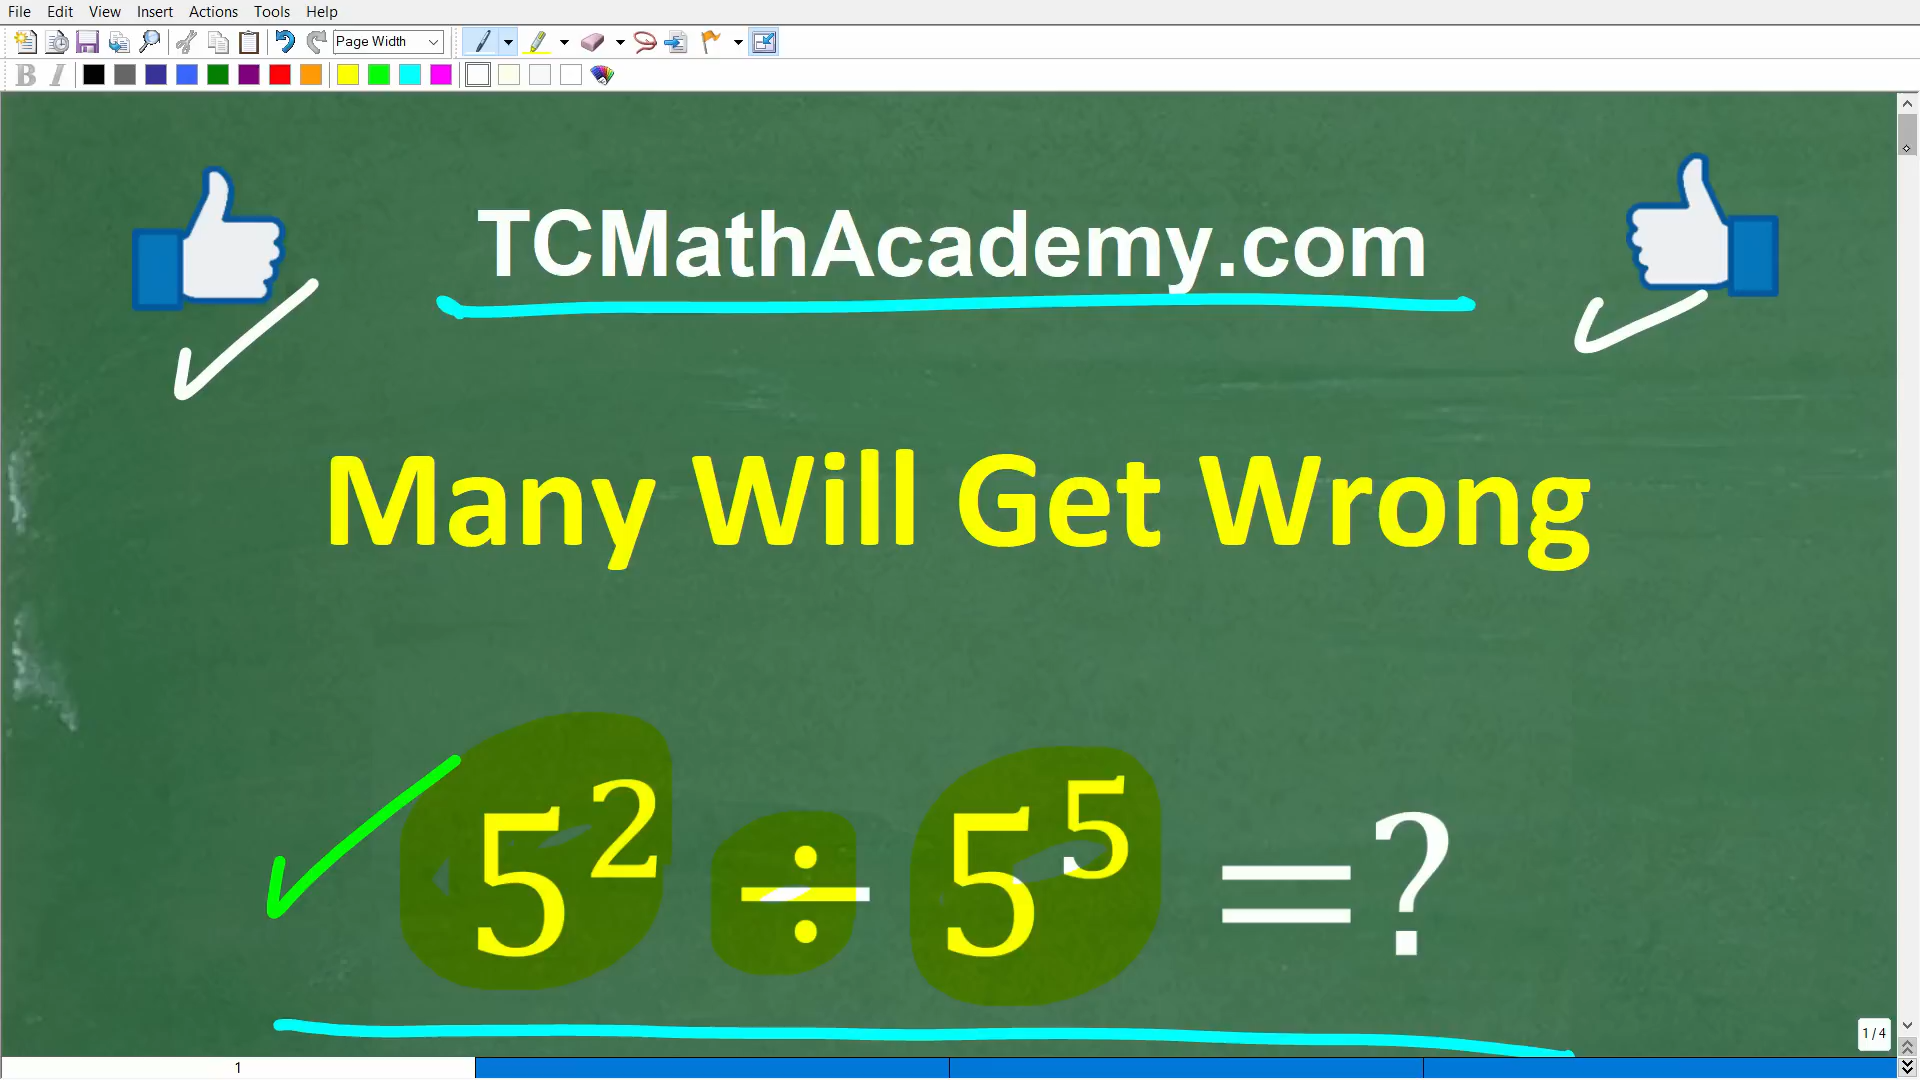 File Edit View Insert Actions Tools Help
Page Width
B I
TCMathAcademy.com
Many Will Get Wrong
5² ÷ 5⁵ =?
1 / 4
1